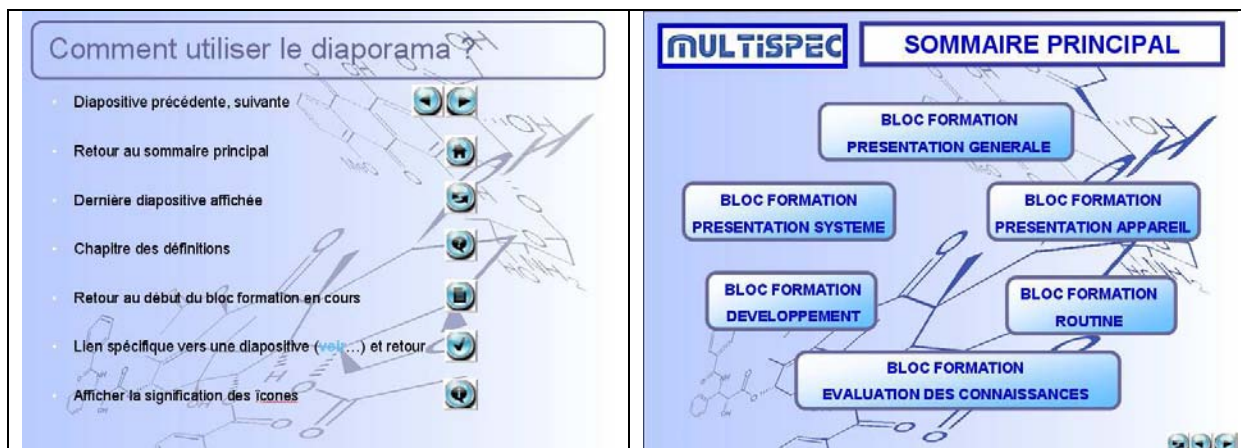 Comment utiliser le diaporama ?
Diapositive précédente, suivante
Retour au sommaire principal
Dernière diapositive affichée
Chapitre des définitions
Retour au début du bloc formation en cours
Lien spécifique vers une diapositive (voir…) et retour
Afficher la signification des icones
MULTISPEC
SOMMAIRE PRINCIPAL
BLOC FORMATION
PRESENTATION GENERALE
BLOC FORMATION
PRESENTATION SYSTEME
BLOC FORMATION
PRESENTATION APPAREIL
BLOC FORMATION
DEVELOPPEMENT
BLOC FORMATION
ROUTINE
BLOC FORMATION
EVALUATION DES CONNAISSANCES